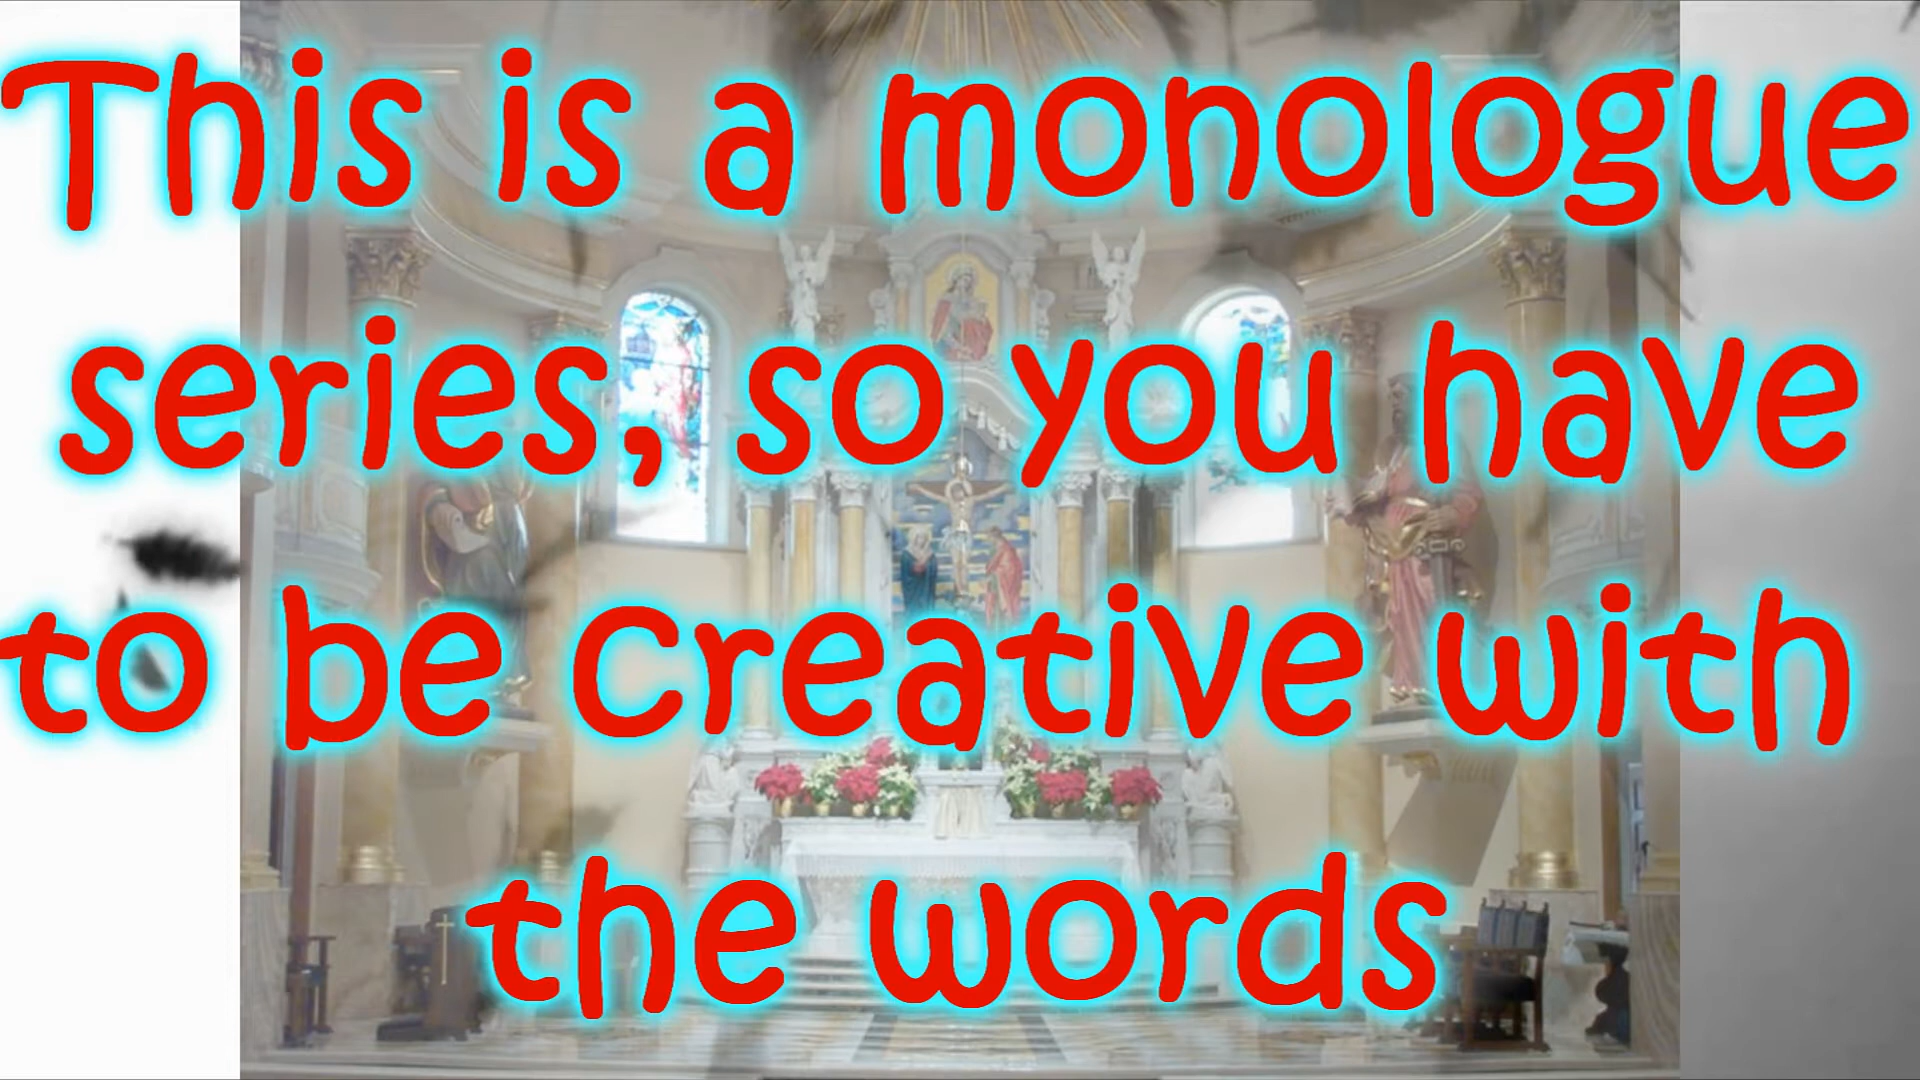 This is a monologue
series, so you have
to be creative with
the words